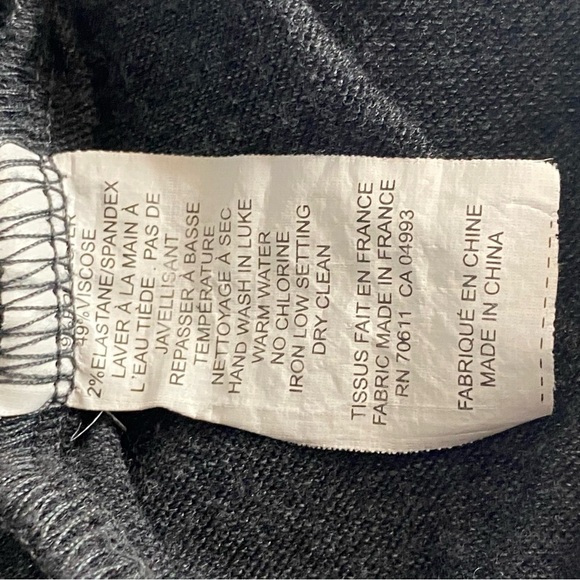 49% VISCOSE
2% ELASTANE/SPANDEX
LAVER À LA MAIN À
L'EAU TIÈDE. PAS DE
JAVELLISANT
REPASSER À BASSE
TEMPÉRATURE
NETTOYAGE À SEC
HAND WASH IN LUKE
WARM WATER
NO CHLORINE
IRON LOW SETTING
DRY CLEAN
TISSUS FAIT EN FRANCE
FABRIC MADE IN FRANCE
RN 70611 CA 04993
FABRIQUÉ EN CHINE
MADE IN CHINA